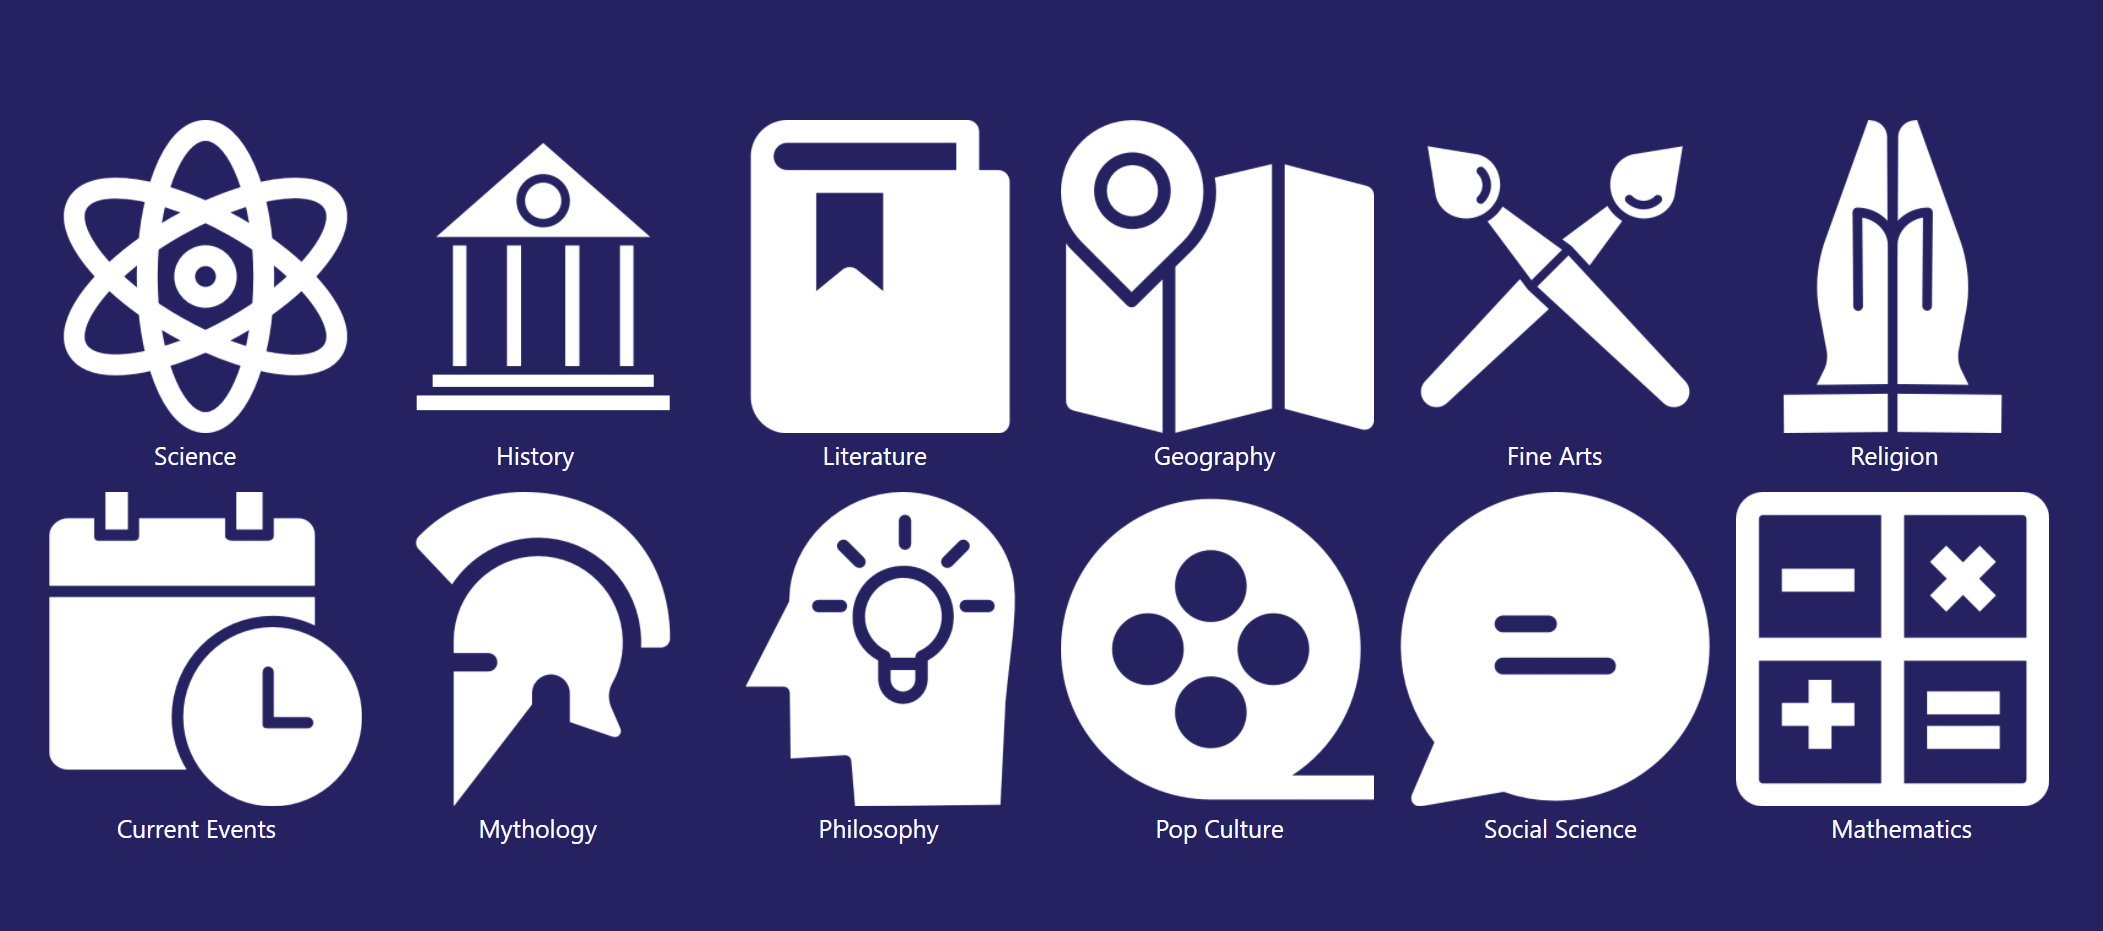 Science
History
Literature
Geography
Fine Arts
Religion
Current Events
Mythology
Philosophy
Pop Culture
Social Science
Mathematics